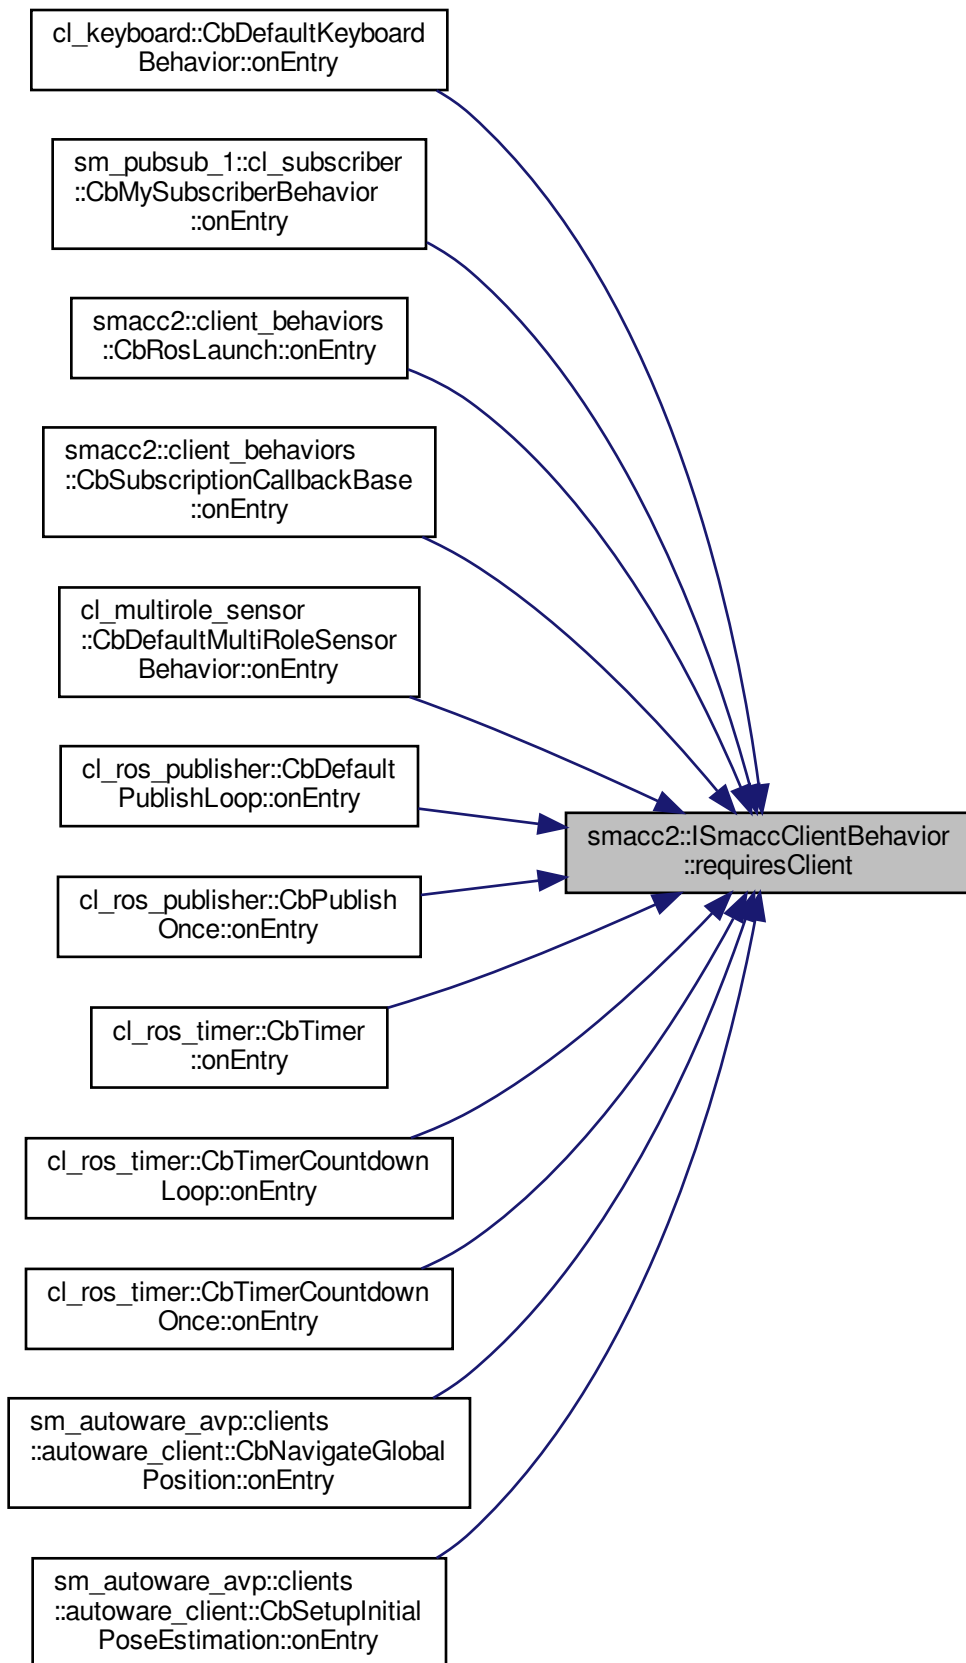 cl_keyboard::CbDefaultKeyboard
Behavior::onEntry
sm_pubsub_1::cl_subscriber
::CbMySubscriberBehavior
::onEntry
smacc2::client_behaviors
::CbRosLaunch::onEntry
smacc2::client_behaviors
::CbSubscriptionCallbackBase
::onEntry
cl_multirole_sensor
::CbDefaultMultiRoleSensor
Behavior::onEntry
cl_ros_publisher::CbDefault
PublishLoop::onEntry
smacc2::ISmaccClientBehavior
::requiresClient
cl_ros_publisher::CbPublish
Once::onEntry
cl_ros_timer::CbTimer
::onEntry
cl_ros_timer::CbTimerCountdown
Loop::onEntry
cl_ros_timer::CbTimerCountdown
Once::onEntry
sm_autoware_avp::clients
::autoware_client::CbNavigateGlobal
Position::onEntry
sm_autoware_avp::clients
::autoware_client::CbSetupInitial
PoseEstimation::onEntry